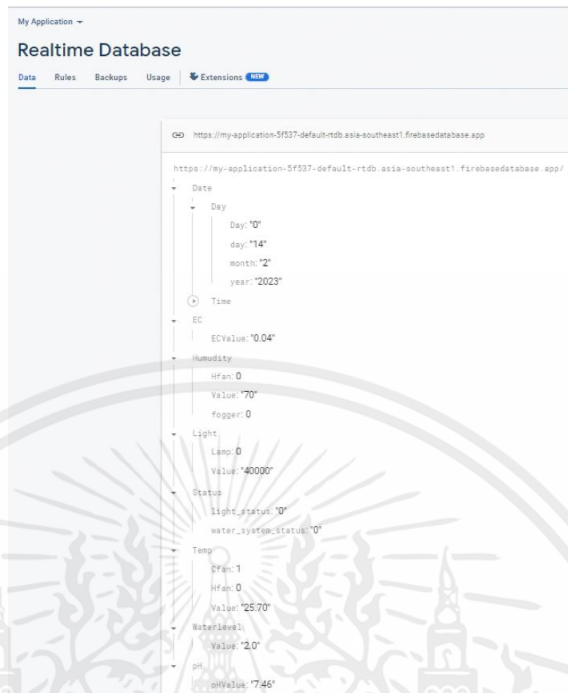 My Application
Realtime Database
Data Rules Backups Usage Extensions NEW
https://my-application-5f537-default-rtdb.asia-southeast1.firebasedatabase.app
https://my-application-5f537-default-rtdb.asia-southeast1.firebasedatabase.app/
Date
Day
Day: "0"
day: "14"
month: "2"
year: "2023"
Time
EC
ECValue: "0.04"
Humudity
Hfan: 0
Value: "70"
fogger: 0
Light
Lamp: 0
Value: "40000"
Status
light_status: "0"
water_system_status: "0"
Temp
Cfan: 1
Hfan: 0
Value: "25.70"
Waterlevel
Value: "2.0"
pH
pHValue: "7.46"